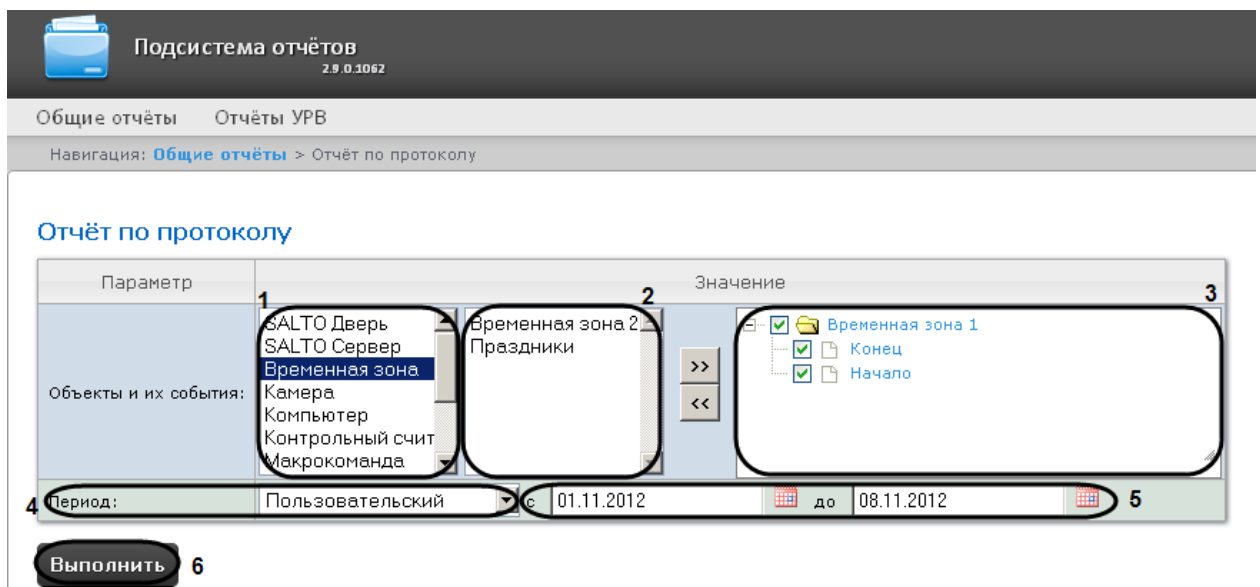 Подсистема отчётов
2.9.0.1062
Общие отчёты Отчёты УРВ
Навигация: Общие отчёты > Отчёт по протоколу
Отчёт по протоколу
Параметр Значение
1 2 3
Объекты и их события:
SALTO Дверь
SALTO Сервер
Временная зона
Камера
Компьютер
Контрольный счит
Макрокоманда
Временная зона 2
Праздники
>>
<<
Временная зона 1
Конец
Начало
4 Период: Пользовательский с 01.11.2012 до 08.11.2012 5
Выполнить 6